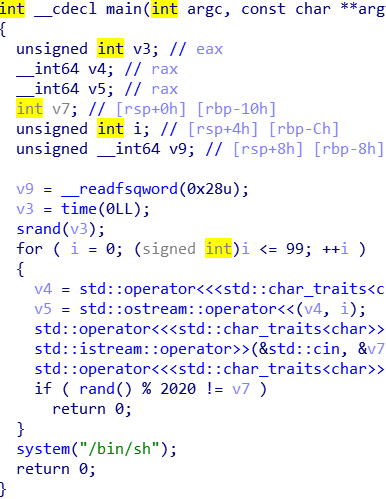 int __cdecl main(int argc, const char **arg
{
unsigned int v3; // eax
__int64 v4; // rax
__int64 v5; // rax
int v7; // [rsp+0h] [rbp-10h]
unsigned int i; // [rsp+4h] [rbp-Ch]
unsigned __int64 v9; // [rsp+8h] [rbp-8h]
v9 = __readfsqword(0x28u);
v3 = time(0LL);
srand(v3);
for ( i = 0; (signed int)i <= 99; ++i )
{
v4 = std::operator<<<std::char_traits<c
v5 = std::ostream::operator<<(v4, i);
std::operator<<<std::char_traits<char>>
std::istream::operator>>(&std::cin, &v7
std::operator<<<std::char_traits<char>>
if ( rand() % 2020 != v7 )
return 0;
}
system("/bin/sh");
return 0;
}